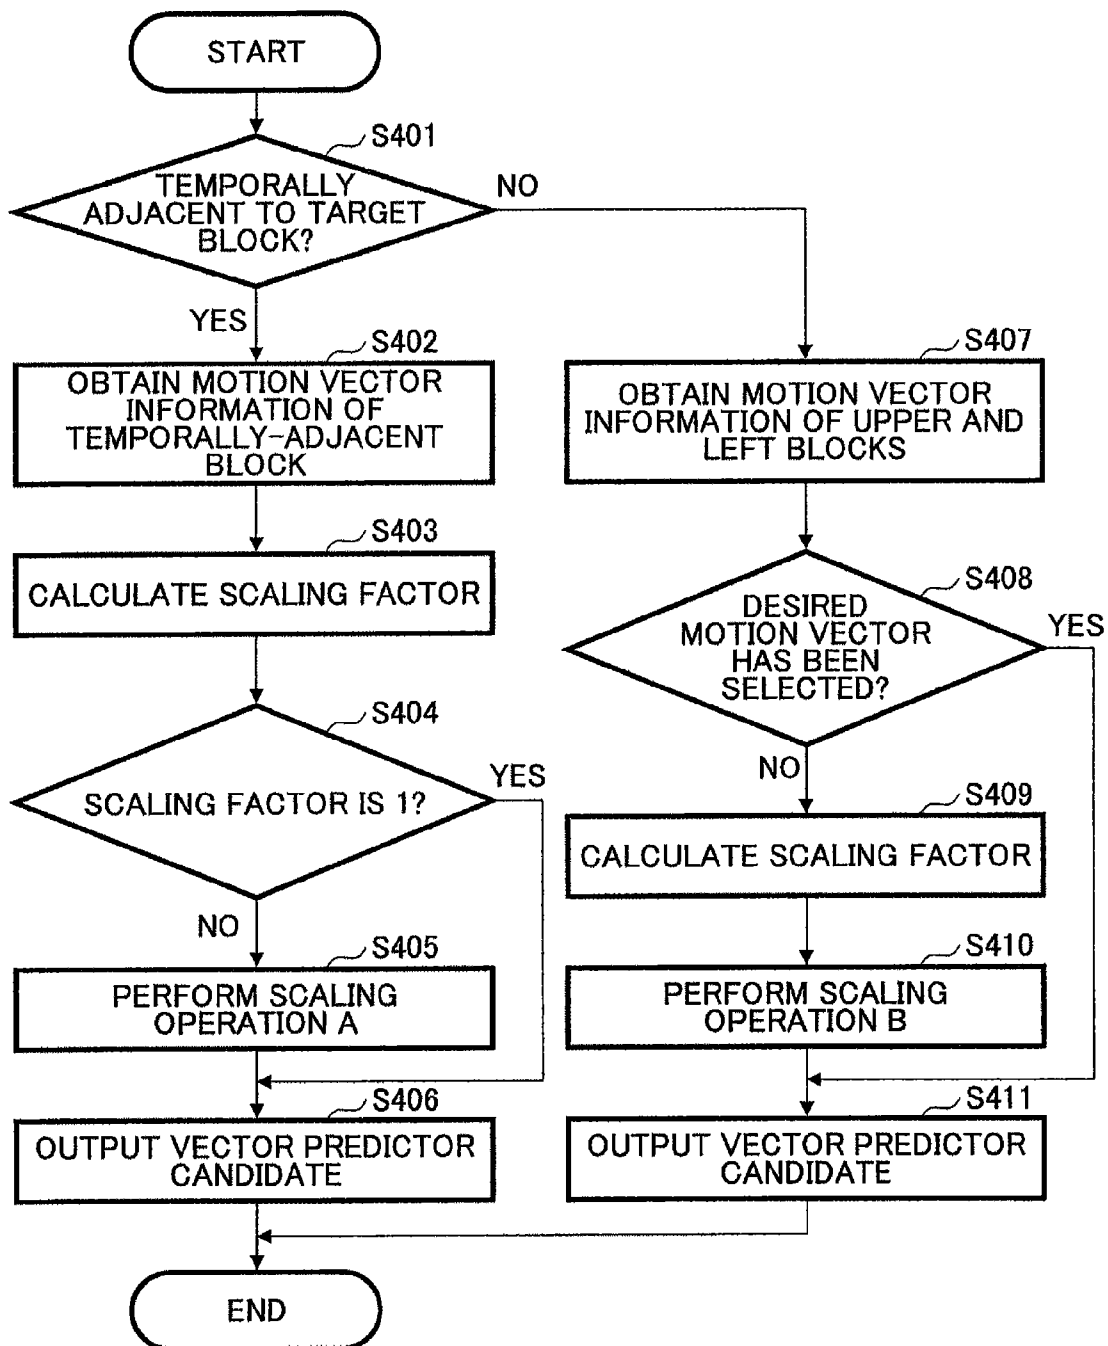 START
S401
TEMPORALLY
ADJACENT TO TARGET
BLOCK?
NO
YES
S402
OBTAIN MOTION VECTOR
INFORMATION OF
TEMPORALLY-ADJACENT
BLOCK
S403
CALCULATE SCALING FACTOR
S404
SCALING FACTOR IS 1?
YES
NO
S405
PERFORM SCALING
OPERATION A
S406
OUTPUT VECTOR PREDICTOR
CANDIDATE
S407
OBTAIN MOTION VECTOR
INFORMATION OF UPPER AND
LEFT BLOCKS
S408
DESIRED
MOTION VECTOR
HAS BEEN
SELECTED?
YES
NO
S409
CALCULATE SCALING FACTOR
S410
PERFORM SCALING
OPERATION B
S411
OUTPUT VECTOR PREDICTOR
CANDIDATE
END